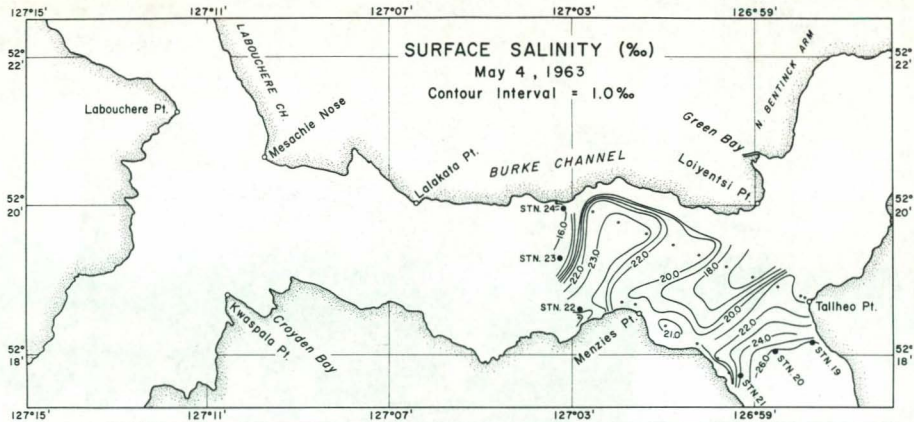 127°15' 127°11' 127°07' 127°03' 126°59'
SURFACE SALINITY (‰)
May 4, 1963
Contour Interval = 1.0‰
52° 22'
52° 22'
LABOUCHERE CH.
N. BENTINCK ARM
Labouchere Pt.
Mesachie Nose
Green Bay
Loiyentsi Pt.
BURKE CHANNEL
Lalakata Pt.
52° 20'
52° 20'
STN. 24
16.0
STN. 23
22.0
23.0
22.0
20.0
18.0
STN. 22
20.0
22.0
Tallheo Pt.
Kwaspala Pt.
Croyden Bay
Menzies Pt.
21.0
24.0
26.0
STN. 19
STN. 20
STN. 21
52° 18'
52° 18'
127°15' 127°11' 127°07' 127°03' 126°59'